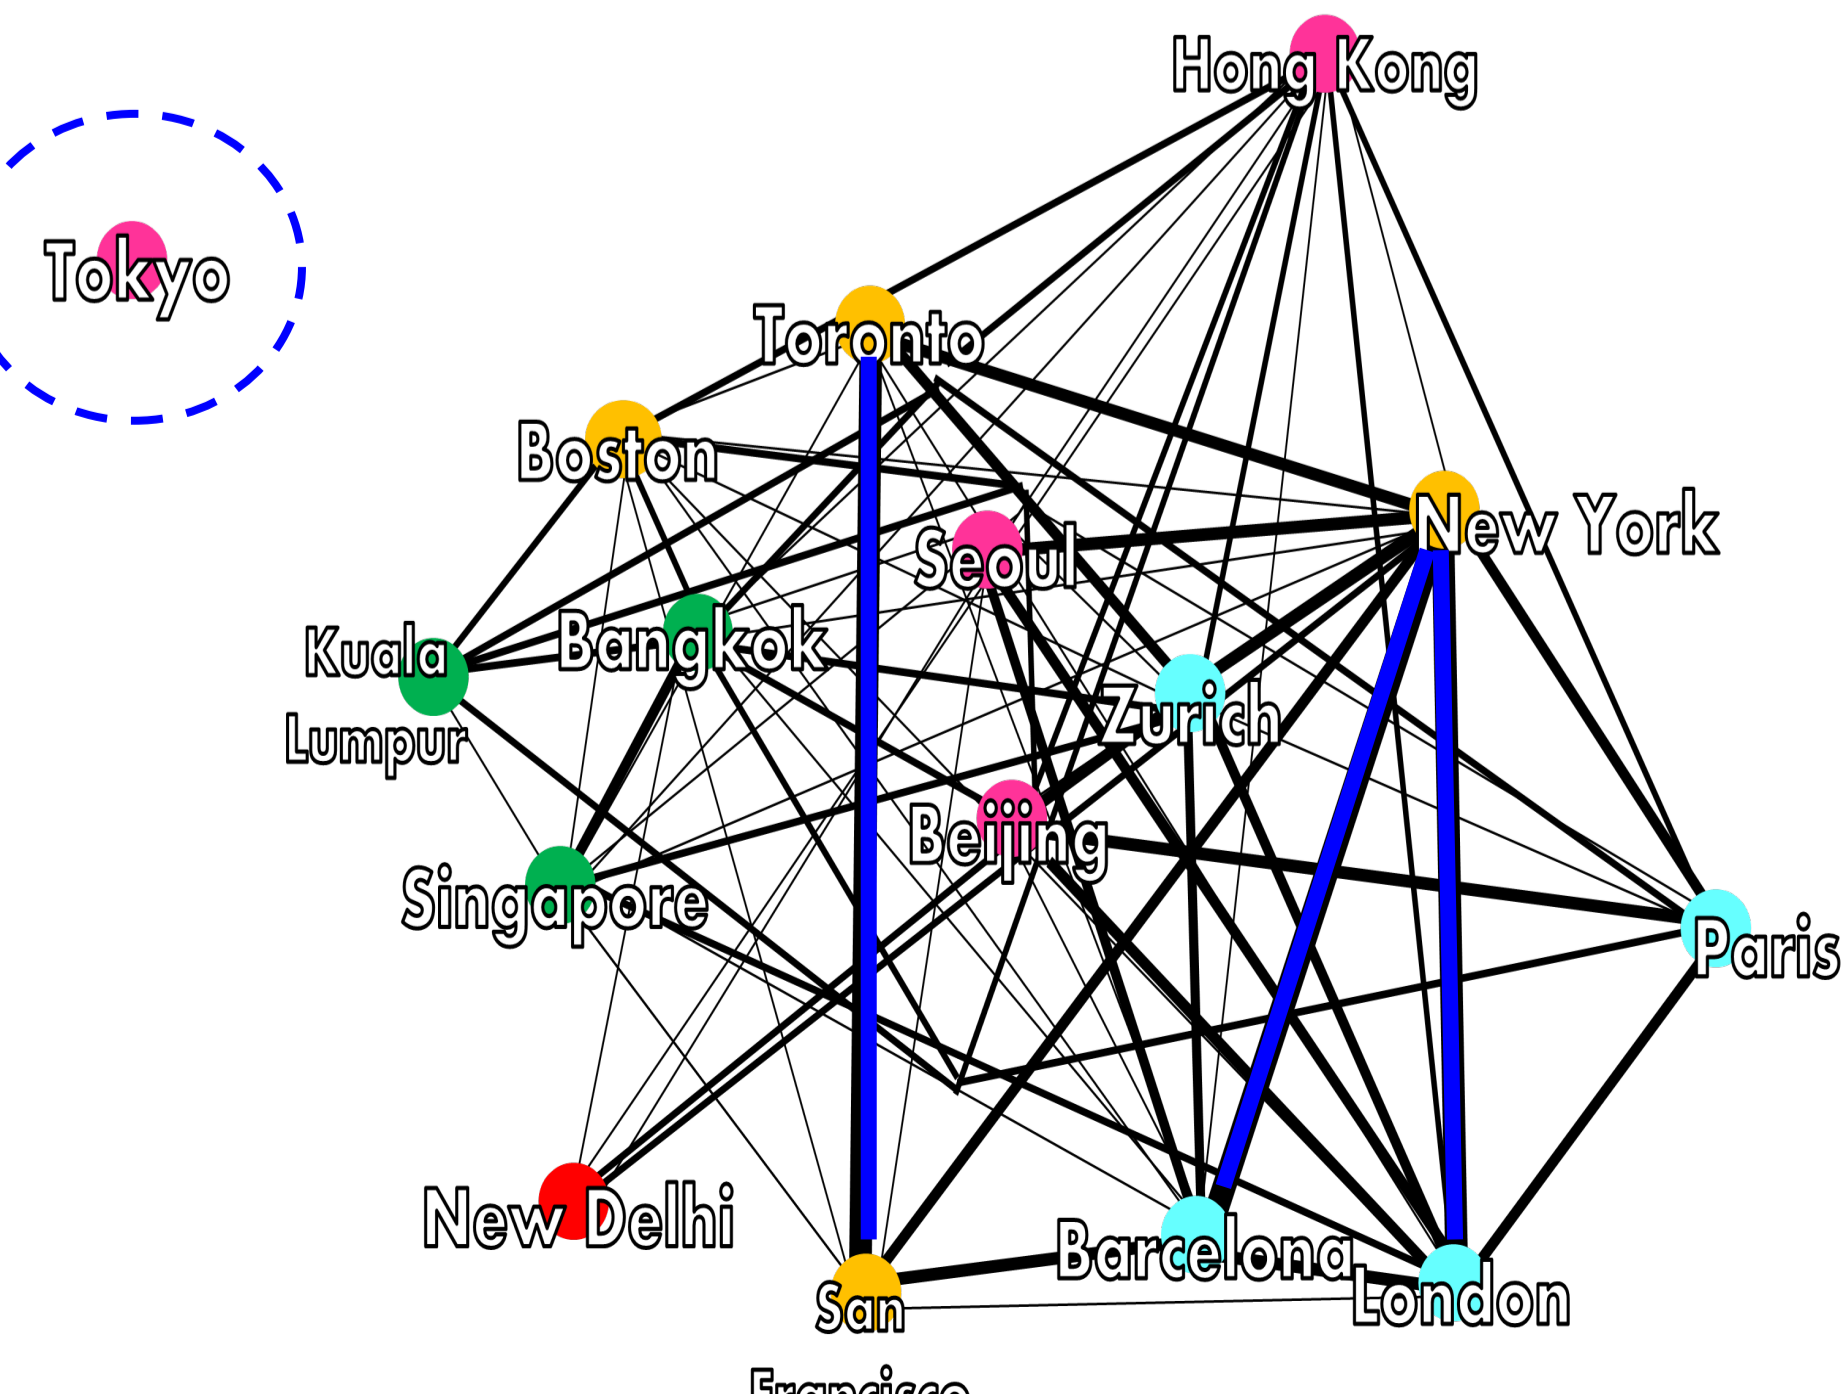 Hong Kong
Tokyo
Toronto
Boston
New York
Seoul
Kuala
Lumpur
Bangkok
Zurich
Beijing
Singapore
Paris
New Delhi
Barcelona
San
Francisco
London